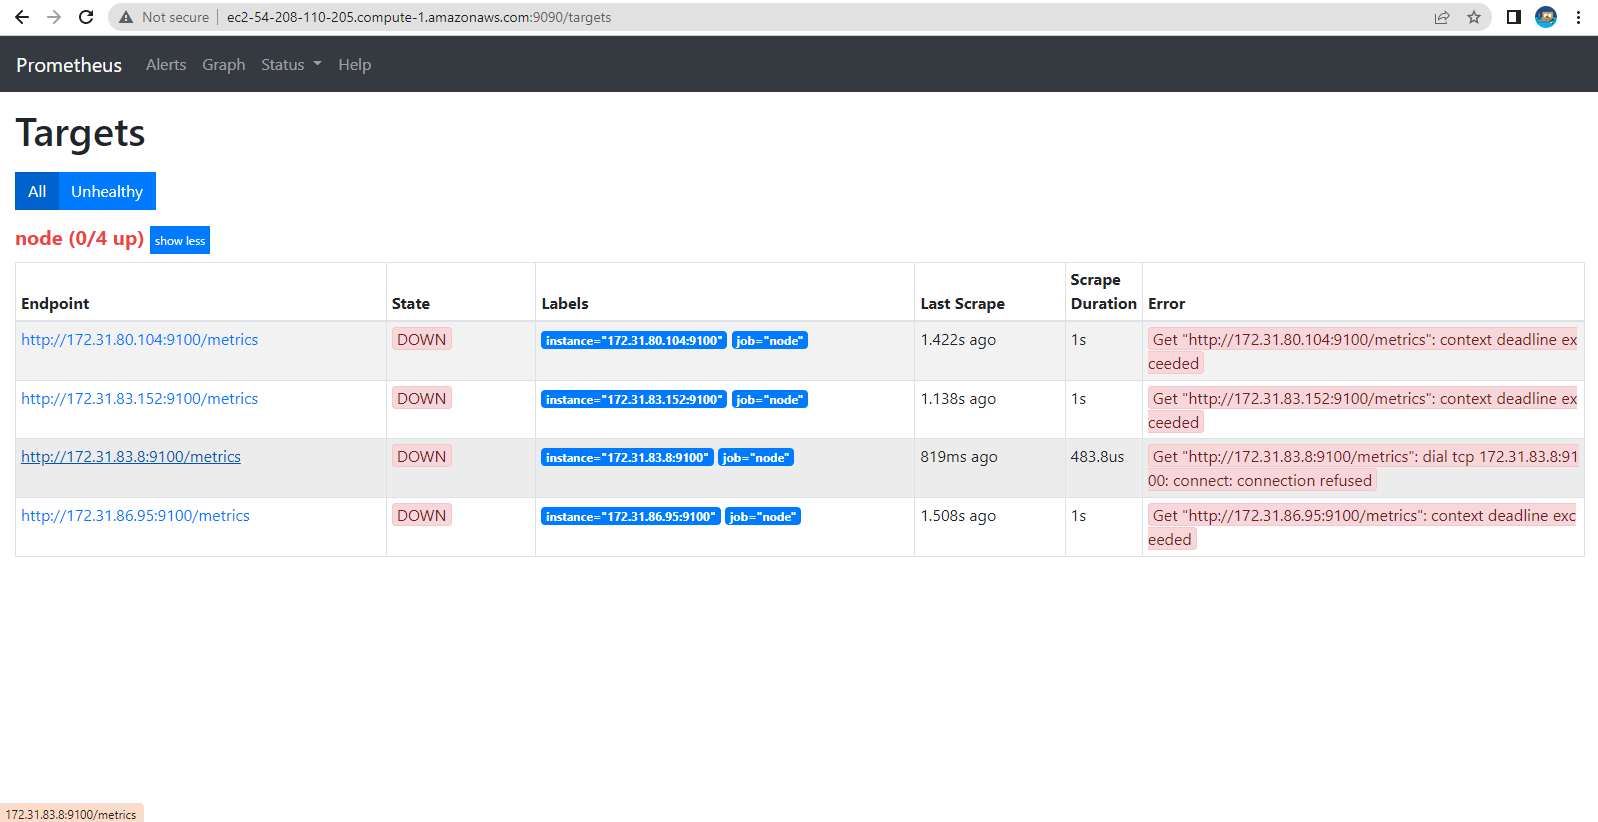 Not secure ec2-54-208-110-205.compute-1.amazonaws.com:9090/targets
Prometheus Alerts Graph Status Help
Targets
All Unhealthy
node (0/4 up) show less
Endpoint State Labels Last Scrape Scrape Duration Error
http://172.31.80.104:9100/metrics DOWN instance="172.31.80.104:9100" job="node" 1.422s ago 1s Get "http://172.31.80.104:9100/metrics": context deadline ex
ceeded
http://172.31.83.152:9100/metrics DOWN instance="172.31.83.152:9100" job="node" 1.138s ago 1s Get "http://172.31.83.152:9100/metrics": context deadline ex
ceeded
http://172.31.83.8:9100/metrics DOWN instance="172.31.83.8:9100" job="node" 819ms ago 483.8us Get "http://172.31.83.8:9100/metrics": dial tcp 172.31.83.8:91
00: connect: connection refused
http://172.31.86.95:9100/metrics DOWN instance="172.31.86.95:9100" job="node" 1.508s ago 1s Get "http://172.31.86.95:9100/metrics": context deadline exc
eeded
172.31.83.8:9100/metrics